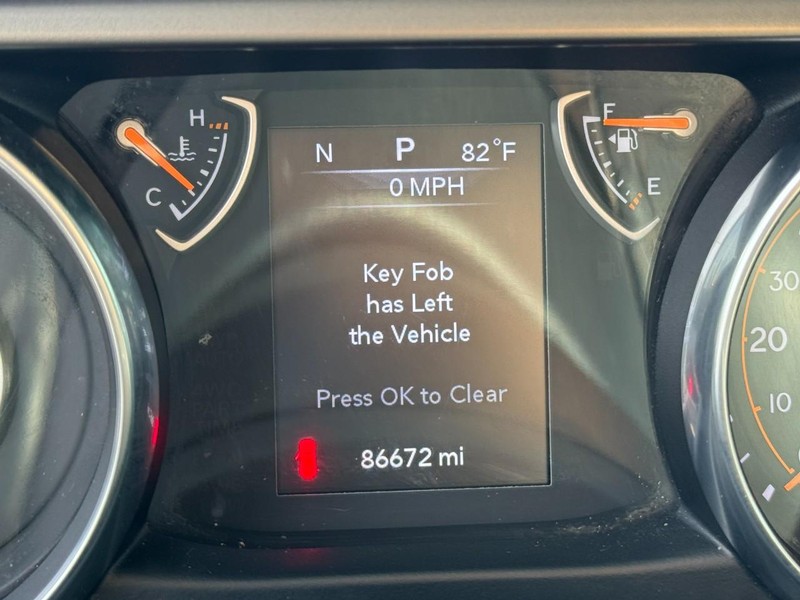 H
C
F
E
N P 82°F
0 MPH
Key Fob
has Left
the Vehicle
Press OK to Clear
86672 mi
30
20
10